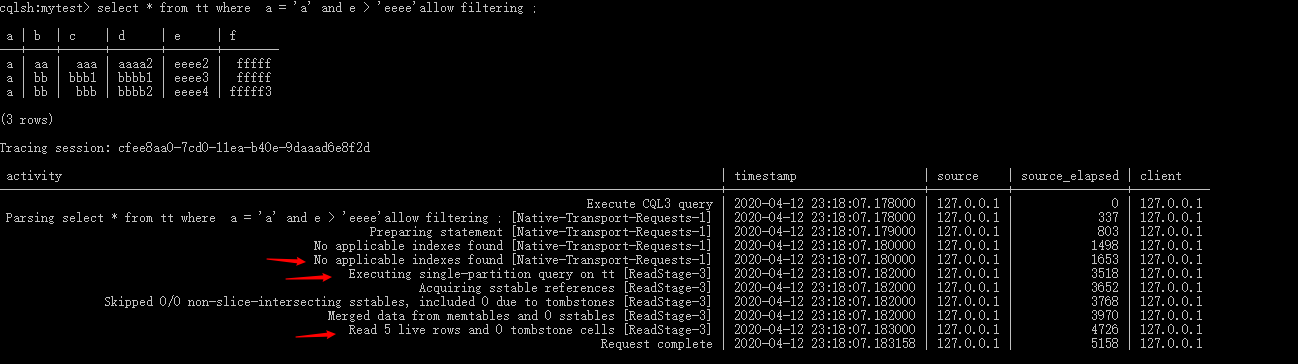 cqlsh:mytest> select * from tt where  a = 'a' and e > 'eeee'allow filtering ;
a | b | c | d | e | f
a | aa | aaa | aaaa2 | eeee2 | fffff
a | bb | bbb1 | bbbb1 | eeee3 | fffff
a | bb | bbb | bbbb2 | eeee4 | fffff3
(3 rows)
Tracing session: cfee8aa0-7cd0-11ea-b40e-9daaad6e8f2d
activity | timestamp | source | source_elapsed | client
Execute CQL3 query | 2020-04-12 23:18:07.178000 | 127.0.0.1 | 0 | 127.0.0.1
Parsing select * from tt where  a = 'a' and e > 'eeee'allow filtering ; [Native-Transport-Requests-1] | 2020-04-12 23:18:07.178000 | 127.0.0.1 | 337 | 127.0.0.1
Preparing statement [Native-Transport-Requests-1] | 2020-04-12 23:18:07.179000 | 127.0.0.1 | 803 | 127.0.0.1
No applicable indexes found [Native-Transport-Requests-1] | 2020-04-12 23:18:07.180000 | 127.0.0.1 | 1498 | 127.0.0.1
No applicable indexes found [Native-Transport-Requests-1] | 2020-04-12 23:18:07.180000 | 127.0.0.1 | 1653 | 127.0.0.1
Executing single-partition query on tt [ReadStage-3] | 2020-04-12 23:18:07.182000 | 127.0.0.1 | 3518 | 127.0.0.1
Acquiring sstable references [ReadStage-3] | 2020-04-12 23:18:07.182000 | 127.0.0.1 | 3652 | 127.0.0.1
Skipped 0/0 non-slice-intersecting sstables, included 0 due to tombstones [ReadStage-3] | 2020-04-12 23:18:07.182000 | 127.0.0.1 | 3768 | 127.0.0.1
Merged data from memtables and 0 sstables [ReadStage-3] | 2020-04-12 23:18:07.182000 | 127.0.0.1 | 3970 | 127.0.0.1
Read 5 live rows and 0 tombstone cells [ReadStage-3] | 2020-04-12 23:18:07.183000 | 127.0.0.1 | 4726 | 127.0.0.1
Request complete | 2020-04-12 23:18:07.183158 | 127.0.0.1 | 5158 | 127.0.0.1